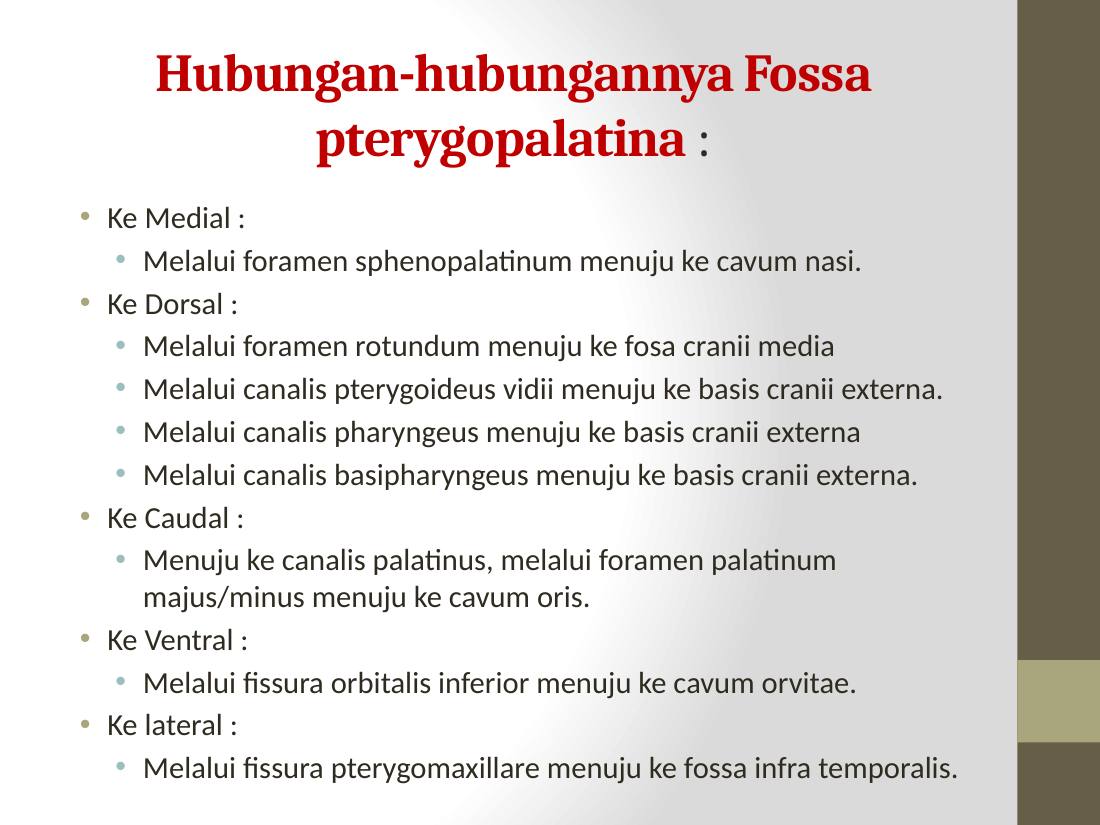 Hubungan-hubungannya Fossa
pterygopalatina :
• Ke Medial :
• Melalui foramen sphenopalatinum menuju ke cavum nasi.
• Ke Dorsal :
• Melalui foramen rotundum menuju ke fosa cranii media
• Melalui canalis pterygoideus vidii menuju ke basis cranii externa.
• Melalui canalis pharyngeus menuju ke basis cranii externa
• Melalui canalis basipharyngeus menuju ke basis cranii externa.
• Ke Caudal :
• Menuju ke canalis palatinus, melalui foramen palatinum
majus/minus menuju ke cavum oris.
• Ke Ventral :
• Melalui fissura orbitalis inferior menuju ke cavum orvitae.
• Ke lateral :
• Melalui fissura pterygomaxillare menuju ke fossa infra temporalis.